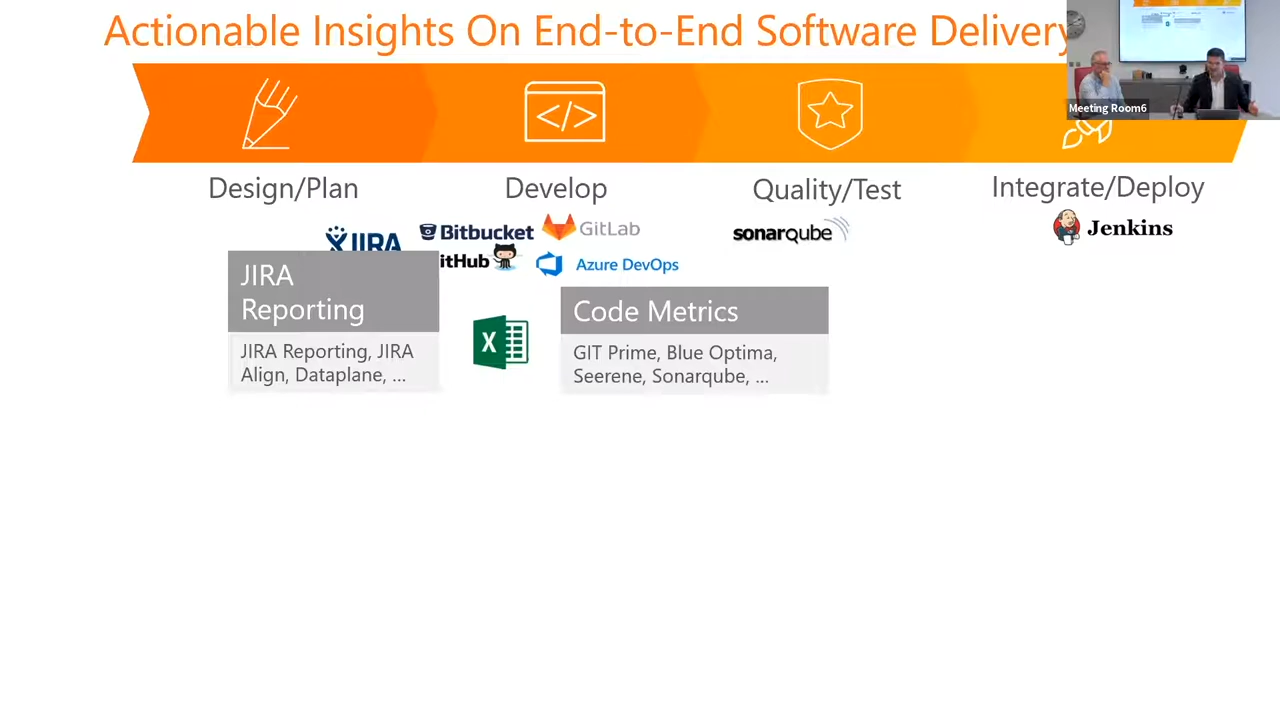 Actionable Insights On End-to-End Software Delivery
Meeting Room6
</>
Design/Plan
Develop
Quality/Test
Integrate/Deploy
JIRA
Bitbucket
GitLab
sonarqube
Jenkins
itHub
Azure DevOps
JIRA
Reporting
JIRA Reporting, JIRA
Align, Dataplane, ...
X
Code Metrics
GIT Prime, Blue Optima,
Seerene, Sonarqube, ...